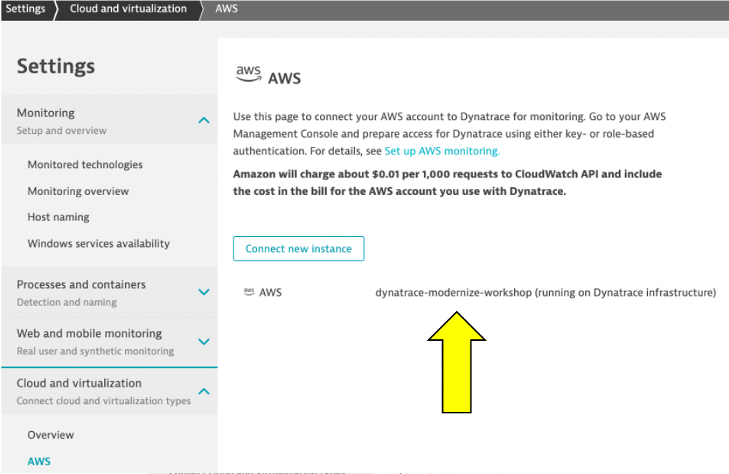 Settings
Cloud and virtualization
AWS
Settings
Monitoring
Setup and overview
Monitored technologies
Monitoring overview
Host naming
Windows services availability
Processes and containers
Detection and naming
Web and mobile monitoring
Real user and synthetic monitoring
Cloud and virtualization
Connect cloud and virtualization types
Overview
AWS
aws AWS
Use this page to connect your AWS account to Dynatrace for monitoring. Go to your AWS
Management Console and prepare access for Dynatrace using either key- or role-based
authentication. For details, see Set up AWS monitoring.
Amazon will charge about $0.01 per 1,000 requests to CloudWatch API and include
the cost in the bill for the AWS account you use with Dynatrace.
Connect new instance
aws AWS
dynatrace-modernize-workshop (running on Dynatrace infrastructure)